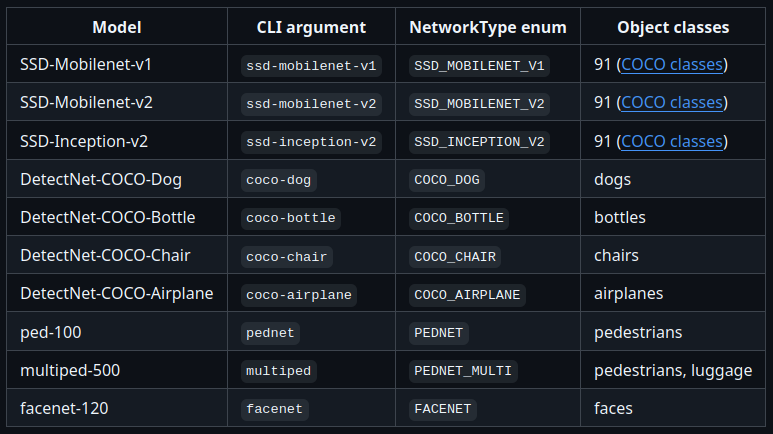 Model CLI argument NetworkType enum Object classes
SSD-Mobilenet-v1 ssd-mobilenet-v1 SSD_MOBILENET_V1 91 (COCO classes)
SSD-Mobilenet-v2 ssd-mobilenet-v2 SSD_MOBILENET_V2 91 (COCO classes)
SSD-Inception-v2 ssd-inception-v2 SSD_INCEPTION_V2 91 (COCO classes)
DetectNet-COCO-Dog coco-dog COCO_DOG dogs
DetectNet-COCO-Bottle coco-bottle COCO_BOTTLE bottles
DetectNet-COCO-Chair coco-chair COCO_CHAIR chairs
DetectNet-COCO-Airplane coco-airplane COCO_AIRPLANE airplanes
ped-100 pednet PEDNET pedestrians
multiped-500 multiped PEDNET_MULTI pedestrians, luggage
facenet-120 facenet FACENET faces